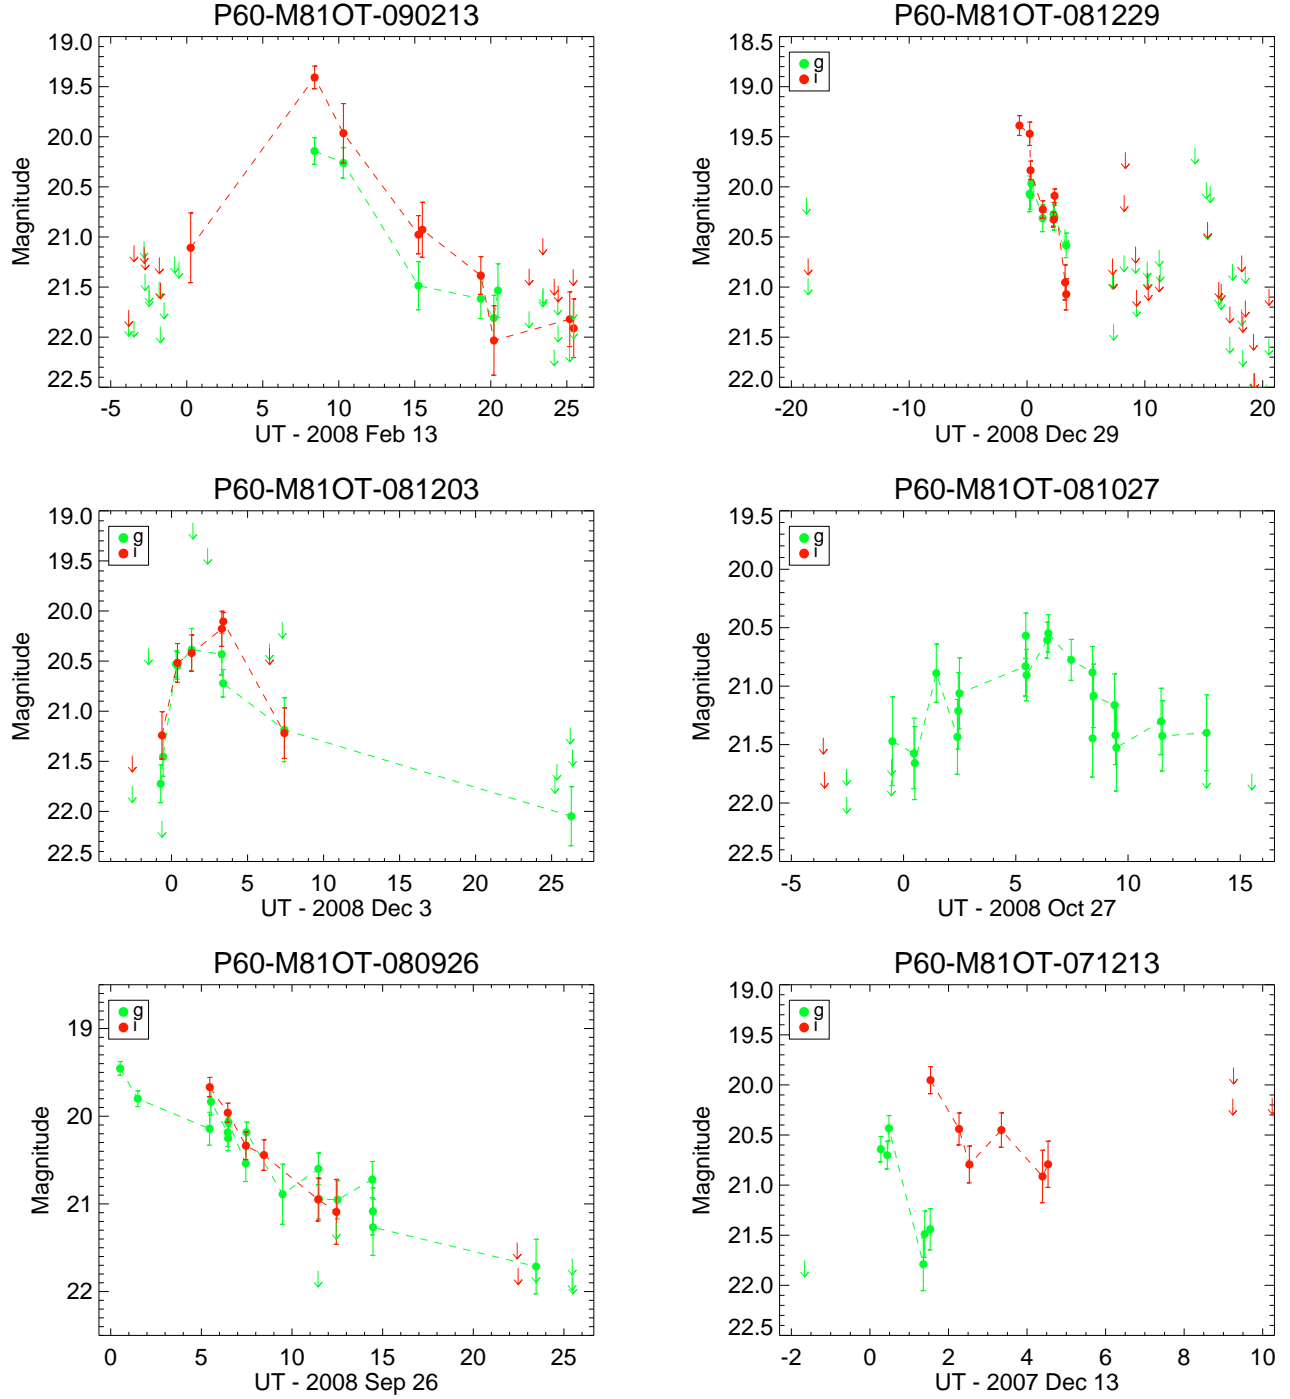 P60-M81OT-090213
19.0
19.5
20.0
20.5
21.0
21.5
22.0
22.5
Magnitude
-5 0 5 10 15 20 25
UT - 2008 Feb 13
P60-M81OT-081229
g
i
18.5
19.0
19.5
20.0
20.5
21.0
21.5
22.0
Magnitude
-20 -10 0 10 20
UT - 2008 Dec 29
P60-M81OT-081203
g
i
19.0
19.5
20.0
20.5
21.0
21.5
22.0
22.5
Magnitude
0 5 10 15 20 25
UT - 2008 Dec 3
P60-M81OT-081027
g
i
19.5
20.0
20.5
21.0
21.5
22.0
22.5
Magnitude
-5 0 5 10 15
UT - 2008 Oct 27
P60-M81OT-080926
g
i
19
20
21
22
Magnitude
0 5 10 15 20 25
UT - 2008 Sep 26
P60-M81OT-071213
g
i
19.0
19.5
20.0
20.5
21.0
21.5
22.0
22.5
Magnitude
-2 0 2 4 6 8 10
UT - 2007 Dec 13